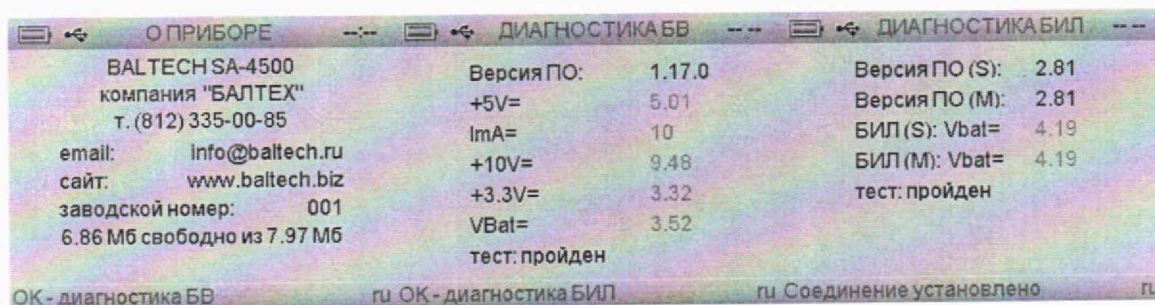 О ПРИБОРЕ --:--
BALTECH SA-4500
компания "БАЛТЕХ"
т. (812) 335-00-85
email: info@baltech.ru
сайт: www.baltech.biz
заводской номер: 001
6.86 Мб свободно из 7.97 Мб
ОК - диагностика БВ ru
ДИАГНОСТИКА БВ -- --
Версия ПО: 1.17.0
+5V= 5.01
ImA= 10
+10V= 9.48
+3.3V= 3.32
VBat= 3.52
тест: пройден
ОК - диагностика БИЛ ru
ДИАГНОСТИКА БИЛ -- --
Версия ПО (S): 2.81
Версия ПО (M): 2.81
БИЛ (S): Vbat= 4.19
БИЛ (M): Vbat= 4.19
тест: пройден
Соединение установлено ru